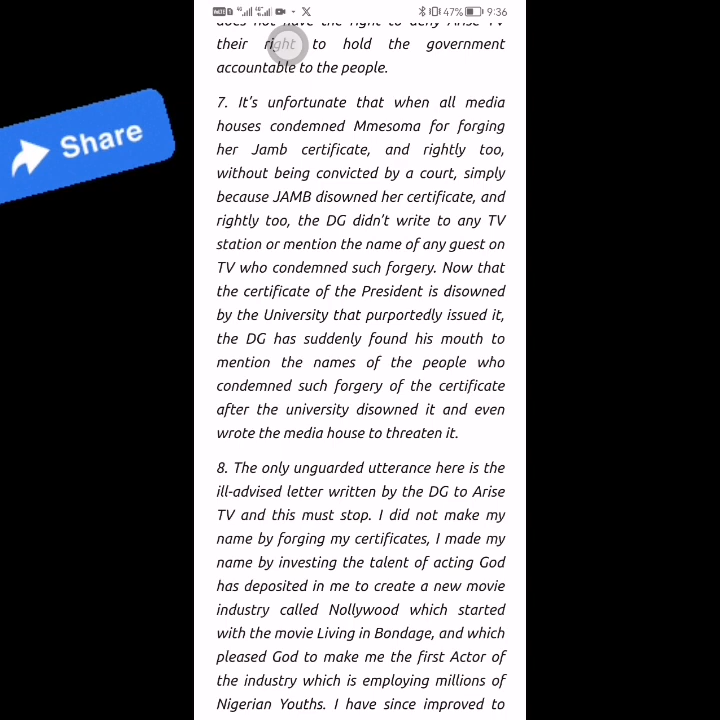 47% 9:36
does not have the right to deny Arise TV
their right to hold the government
accountable to the people.
Share
7. It's unfortunate that when all media
houses condemned Mmesoma for forging
her Jamb certificate, and rightly too,
without being convicted by a court, simply
because JAMB disowned her certificate, and
rightly too, the DG didn't write to any TV
station or mention the name of any guest on
TV who condemned such forgery. Now that
the certificate of the President is disowned
by the University that purportedly issued it,
the DG has suddenly found his mouth to
mention the names of the people who
condemned such forgery of the certificate
after the university disowned it and even
wrote the media house to threaten it.
8. The only unguarded utterance here is the
ill-advised letter written by the DG to Arise
TV and this must stop. I did not make my
name by forging my certificates, I made my
name by investing the talent of acting God
has deposited in me to create a new movie
industry called Nollywood which started
with the movie Living in Bondage, and which
pleased God to make me the first Actor of
the industry which is employing millions of
Nigerian Youths. I have since improved to